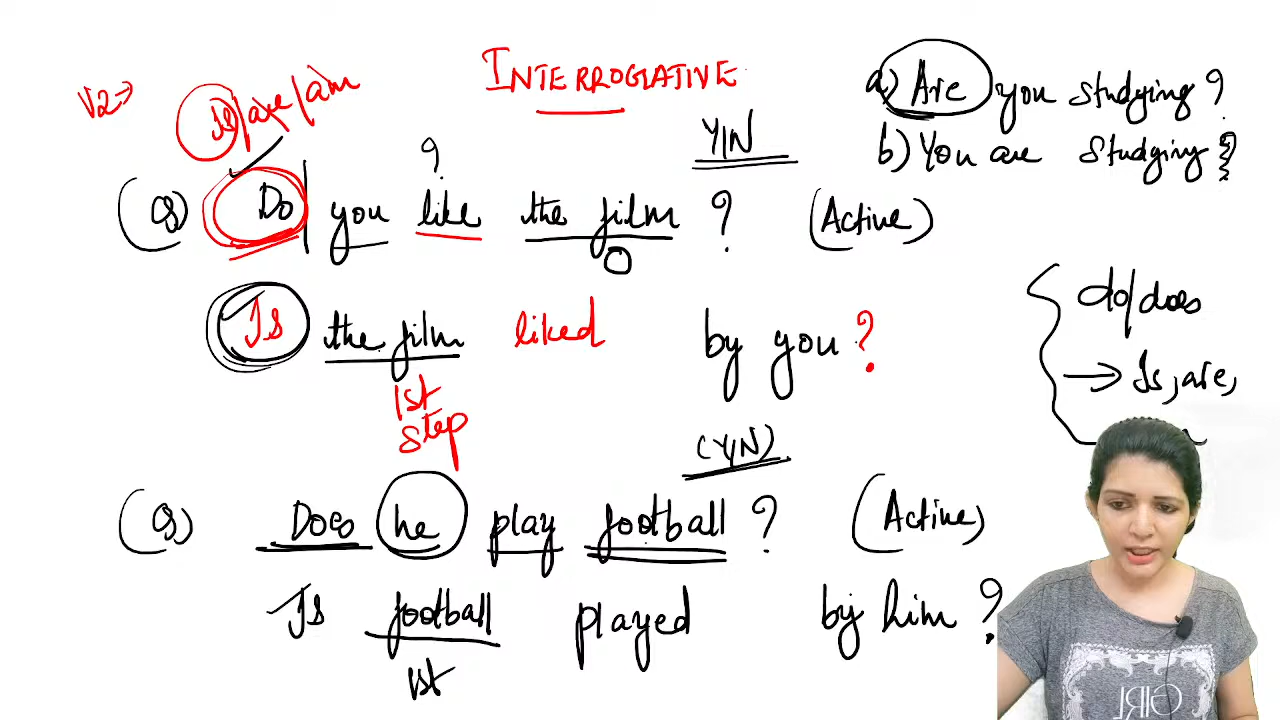 INTERROGATIVE
V2→
is/are/am
a) Are you studying?
b) You are studying?
Y/N
?
(Q) Do you like the film ? (Active)
O
Is the film liked by you ?
1st
step
do/does
→ Is, are,
(Y/N)
(Q) Does he play football ? (Active)
Is football played by him ?
1st
GIRL